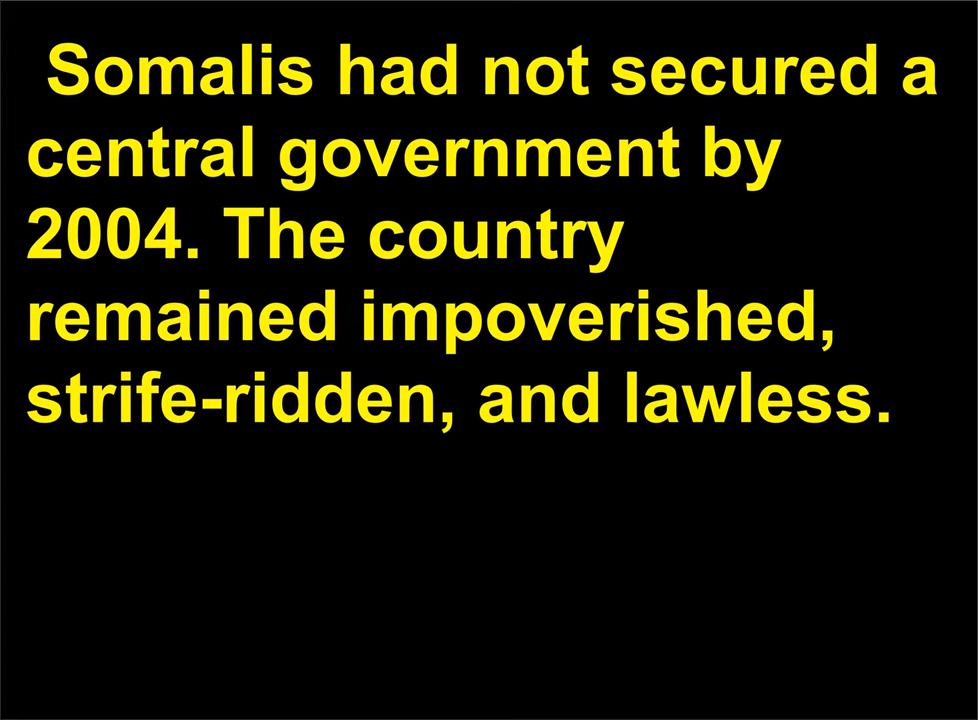 Somalis had not secured a
central government by
2004. The country
remained impoverished,
strife-ridden, and lawless.